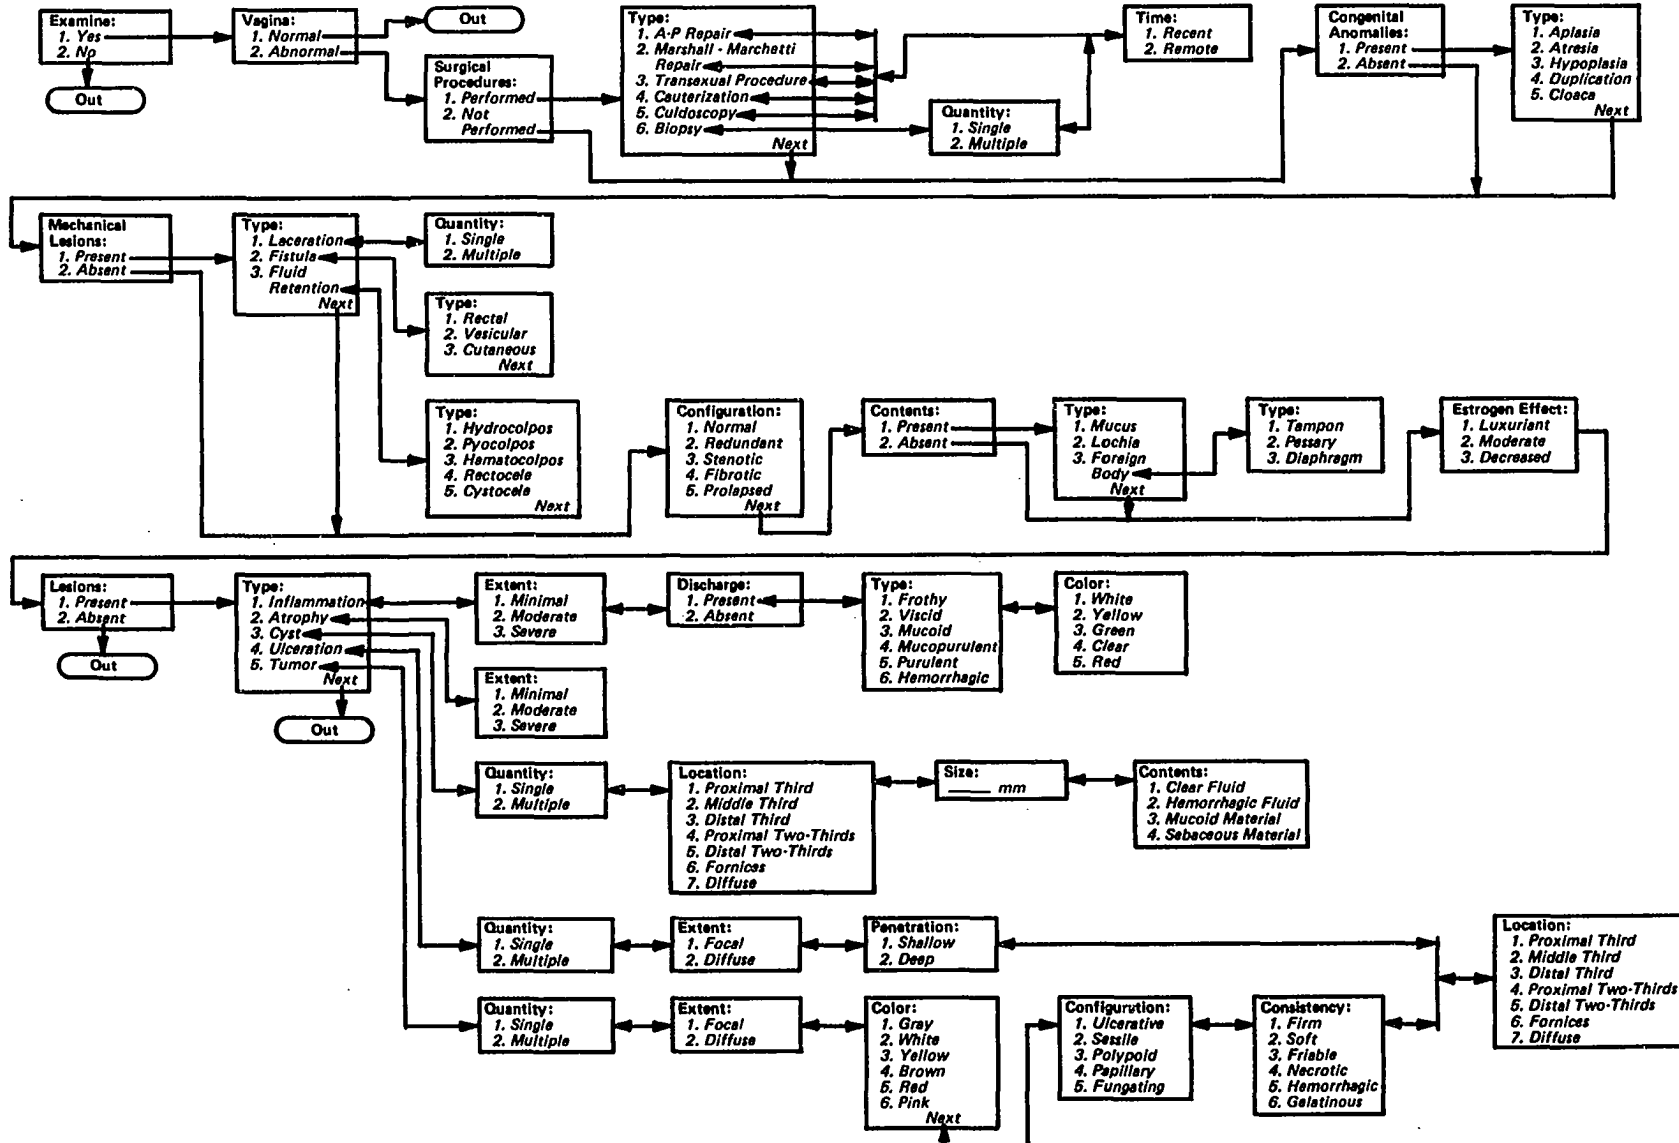 Examine:
1. Yes
2. No
Out
Vagina:
1. Normal
2. Abnormal
Out
Surgical
Procedures:
1. Performed
2. Not
Performed
Type:
1. A-P Repair
2. Marshall - Marchetti
Repair
3. Transexual Procedure
4. Cauterization
5. Culdoscopy
6. Biopsy
Next
Quantity:
1. Single
2. Multiple
Time:
1. Recent
2. Remote
Congenital
Anomalies:
1. Present
2. Absent
Type:
1. Aplasia
2. Atresia
3. Hypoplasia
4. Duplication
5. Cloaca
Next
Mechanical
Lesions:
1. Present
2. Absent
Type:
1. Laceration
2. Fistula
3. Fluid
Retention
Next
Quantity:
1. Single
2. Multiple
Type:
1. Rectal
2. Vesicular
3. Cutaneous
Next
Type:
1. Hydrocolpos
2. Pyocolpos
3. Hematocolpos
4. Rectocele
5. Cystocele
Next
Configuration:
1. Normal
2. Redundant
3. Stenotic
4. Fibrotic
5. Prolapsed
Next
Contents:
1. Present
2. Absent
Type:
1. Mucus
2. Lochia
3. Foreign
Body
Next
Type:
1. Tampon
2. Pessary
3. Diaphragm
Estrogen Effect:
1. Luxuriant
2. Moderate
3. Decreased
Lesions:
1. Present
2. Absent
Out
Type:
1. Inflammation
2. Atrophy
3. Cyst
4. Ulceration
5. Tumor
Next
Out
Extent:
1. Minimal
2. Moderate
3. Severe
Discharge:
1. Present
2. Absent
Type:
1. Frothy
2. Viscid
3. Mucoid
4. Mucopurulent
5. Purulent
6. Hemorrhagic
Color:
1. White
2. Yellow
3. Green
4. Clear
5. Red
Extent:
1. Minimal
2. Moderate
3. Severe
Quantity:
1. Single
2. Multiple
Location:
1. Proximal Third
2. Middle Third
3. Distal Third
4. Proximal Two-Thirds
5. Distal Two-Thirds
6. Fornices
7. Diffuse
Size:
____ mm
Contents:
1. Clear Fluid
2. Hemorrhagic Fluid
3. Mucoid Material
4. Sebaceous Material
Quantity:
1. Single
2. Multiple
Extent:
1. Focal
2. Diffuse
Penetration:
1. Shallow
2. Deep
Location:
1. Proximal Third
2. Middle Third
3. Distal Third
4. Proximal Two-Thirds
5. Distal Two-Thirds
6. Fornices
7. Diffuse
Quantity:
1. Single
2. Multiple
Extent:
1. Focal
2. Diffuse
Color:
1. Gray
2. White
3. Yellow
4. Brown
5. Red
6. Pink
Next
Configuration:
1. Ulcerative
2. Sessile
3. Polypoid
4. Papillary
5. Fungating
Consistency:
1. Firm
2. Soft
3. Friable
4. Necrotic
5. Hemorrhagic
6. Gelatinous